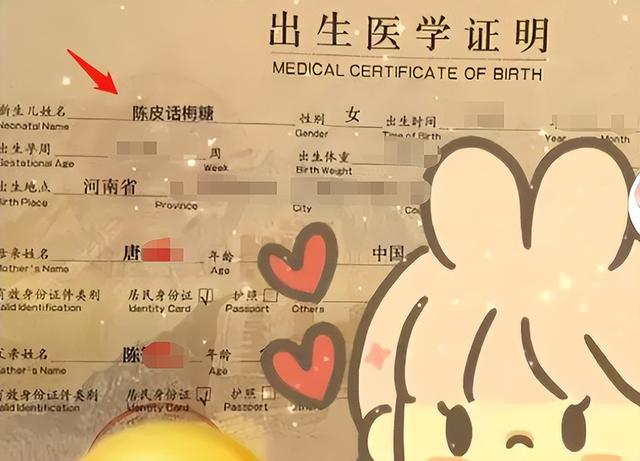 出生医学证明
MEDICAL CERTIFICATE OF BIRTH
新生儿姓名 陈皮话梅糖 性别 女 出生时间
Neonatal Name Gender Time of Birth Year Month
出生孕周 周 出生体重
Gestational Age Week Birth Weight
出生地点 河南省
Birth Place Province City
母亲姓名 唐 年龄 中国
Mother's Name Age
有效身份证件类别 居民身份证 护照
Valid Identification Identity Card Passport Others
父亲姓名 陈 年龄
Father's Name Age
有效身份证件类别 居民身份证 护照
Valid Identification Identity Card Passport